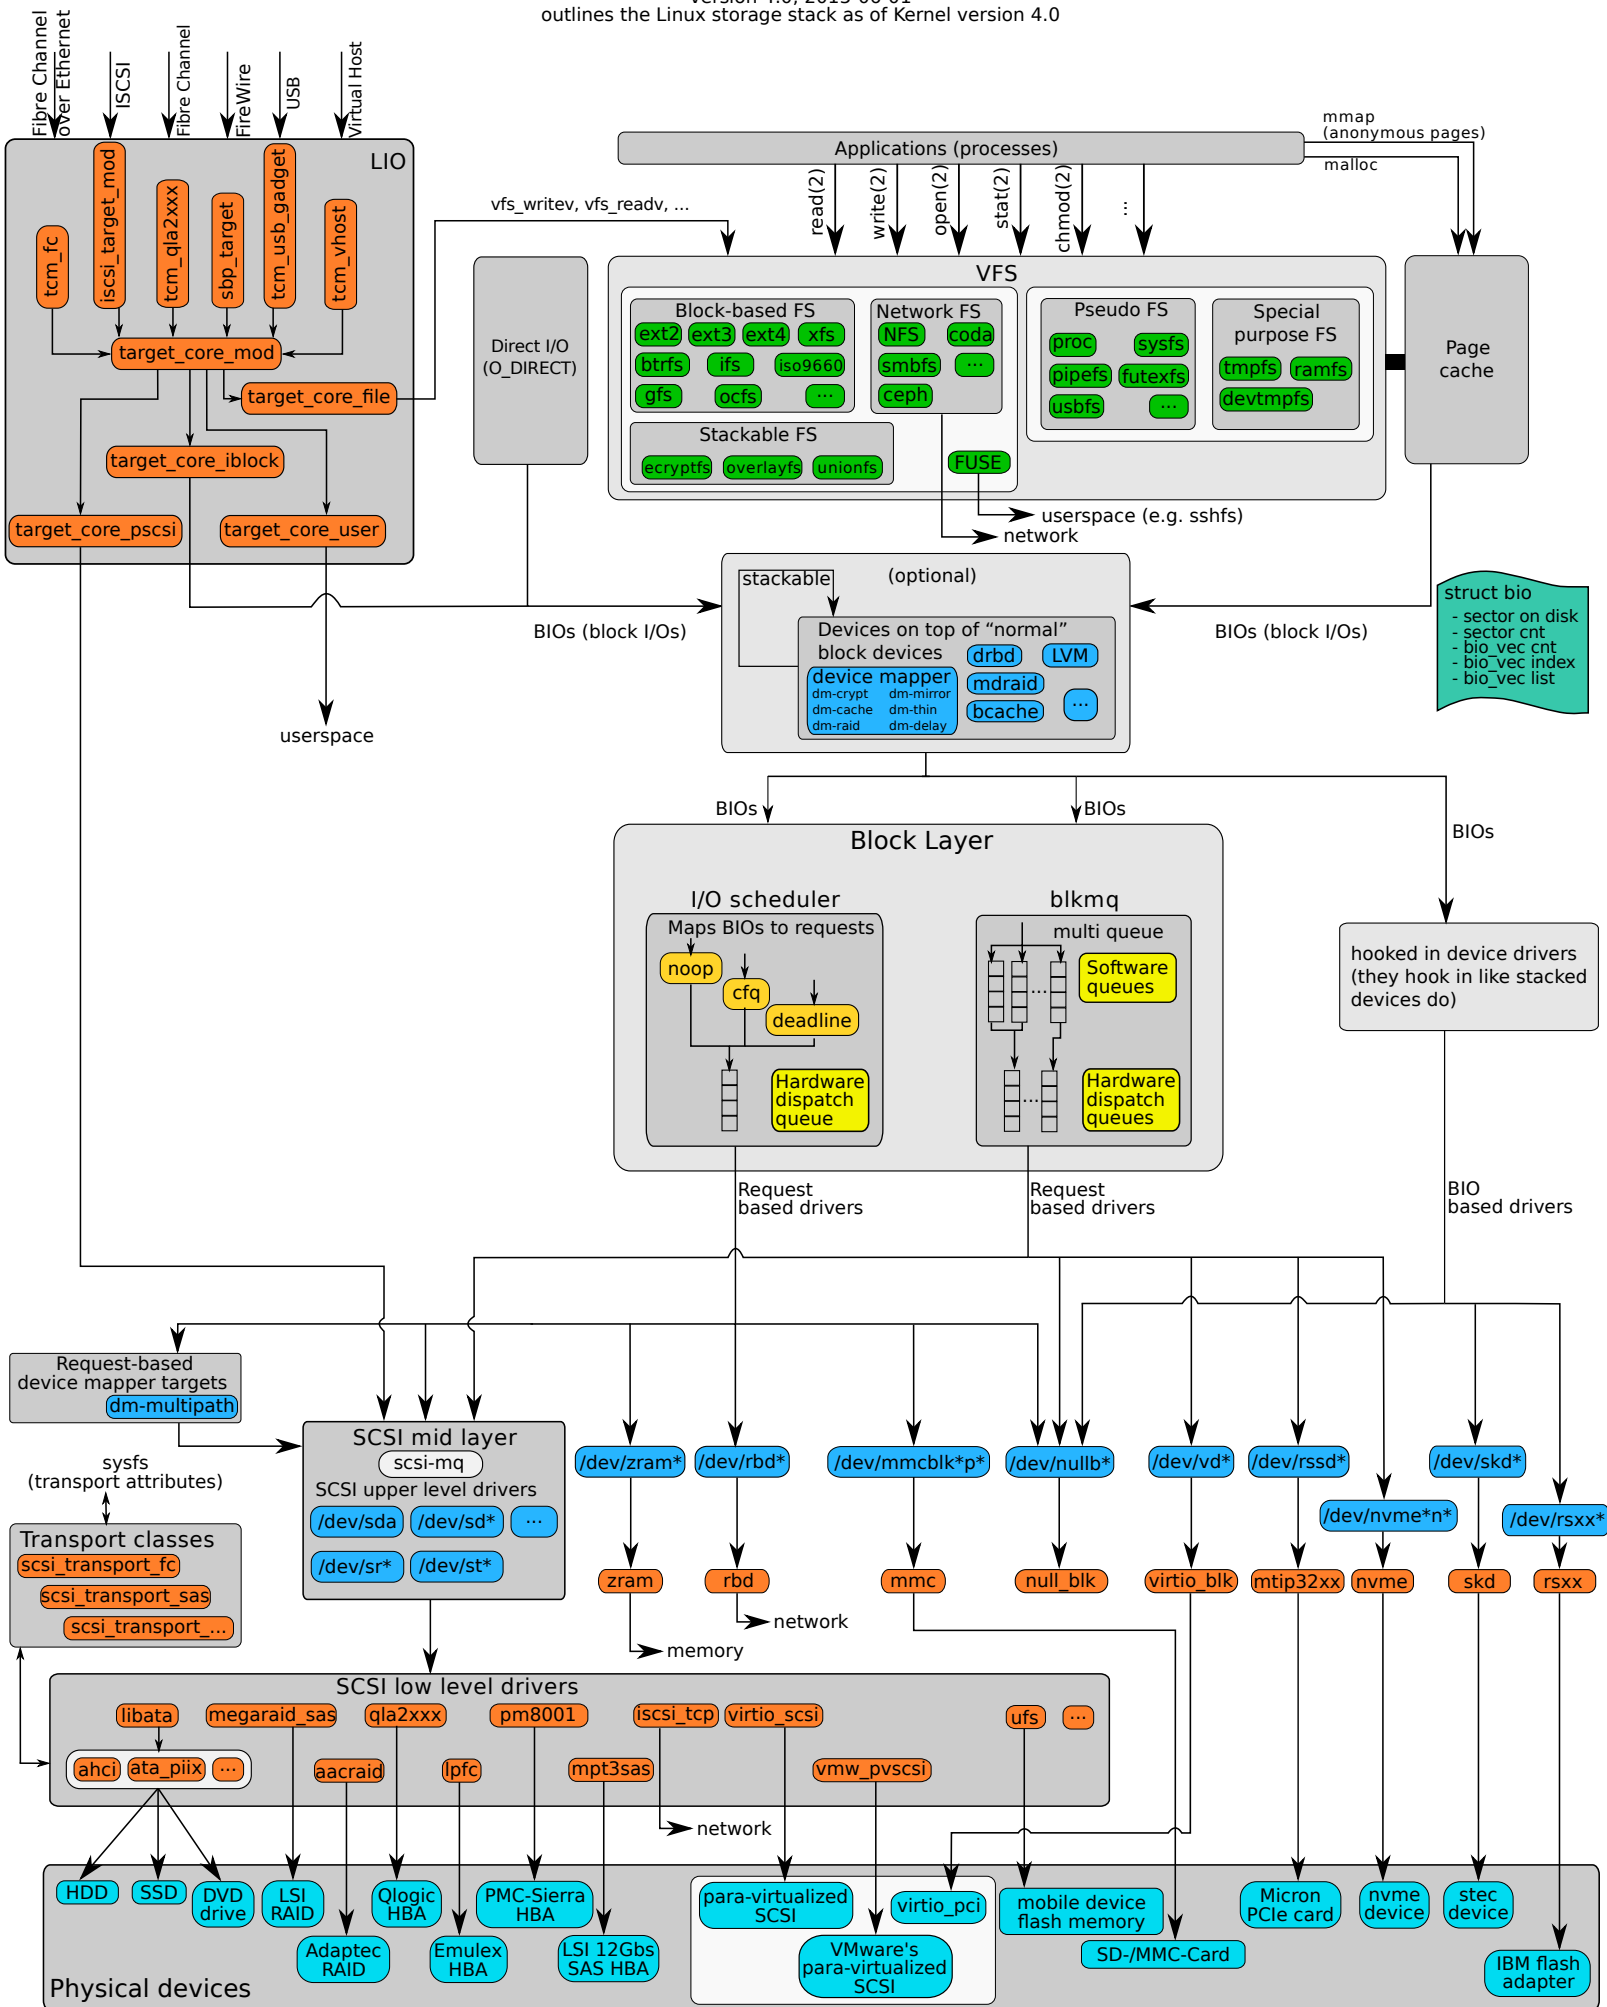 outlines the Linux storage stack as of Kernel version 4.0
Fibre Channel
over Ethernet
ISCSI
Fibre Channel
FireWire
USB
Virtual Host
LIO
tcm_fc
iscsi_target_mod
tcm_qla2xxx
sbp_target
tcm_usb_gadget
tcm_vhost
target_core_mod
target_core_file
target_core_iblock
target_core_pscsi
target_core_user
userspace
vfs_writev, vfs_readv, ...
Direct I/O
(O_DIRECT)
Applications (processes)
mmap
(anonymous pages)
malloc
read(2)
write(2)
open(2)
stat(2)
chmod(2)
...
VFS
Block-based FS
ext2 ext3 ext4 xfs
btrfs ifs iso9660
gfs ocfs ...
Network FS
NFS coda
smbfs ...
ceph
Pseudo FS
proc sysfs
pipefs futexfs
usbfs ...
Special
purpose FS
tmpfs ramfs
devtmpfs
Stackable FS
ecryptfs overlayfs unionfs
FUSE
userspace (e.g. sshfs)
network
Page
cache
stackable
(optional)
BIOs (block I/Os)
BIOs (block I/Os)
Devices on top of “normal”
block devices
drbd LVM
device mapper
dm-crypt dm-mirror
dm-cache dm-thin
dm-raid dm-delay
mdraid
bcache
...
struct bio
- sector on disk
- sector cnt
- bio_vec cnt
- bio_vec index
- bio_vec list
BIOs
BIOs
BIOs
Block Layer
I/O scheduler
Maps BIOs to requests
noop
cfq
deadline
Hardware
dispatch
queue
blkmq
multi queue
Software
queues
...
Hardware
dispatch
queues
...
hooked in device drivers
(they hook in like stacked
devices do)
Request
based drivers
Request
based drivers
BIO
based drivers
Request-based
device mapper targets
dm-multipath
sysfs
(transport attributes)
Transport classes
scsi_transport_fc
scsi_transport_sas
scsi_transport_...
SCSI mid layer
scsi-mq
SCSI upper level drivers
/dev/sda /dev/sd* ...
/dev/sr* /dev/st*
/dev/zram*
/dev/rbd*
/dev/mmcblk*p*
/dev/nullb*
/dev/vd*
/dev/rssd*
/dev/skd*
/dev/nvme*n*
/dev/rsxx*
zram
rbd
mmc
null_blk
virtio_blk
mtip32xx
nvme
skd
rsxx
network
memory
SCSI low level drivers
libata
megaraid_sas
qla2xxx
pm8001
iscsi_tcp
virtio_scsi
ufs
...
ahci ata_piix ...
aacraid
lpfc
mpt3sas
vmw_pvscsi
network
HDD
SSD
DVD
drive
LSI
RAID
Qlogic
HBA
PMC-Sierra
HBA
para-virtualized
SCSI
virtio_pci
mobile device
flash memory
Micron
PCIe card
nvme
device
stec
device
Adaptec
RAID
Emulex
HBA
LSI 12Gbs
SAS HBA
VMware's
para-virtualized
SCSI
SD-/MMC-Card
IBM flash
adapter
Physical devices